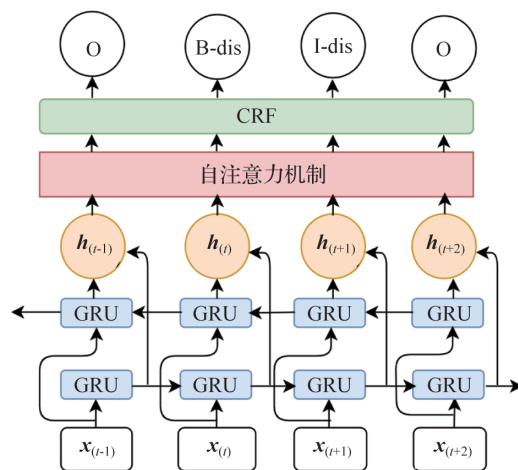 O B-dis I-dis O
CRF
自注意力机制
h(t-1) h(t) h(t+1) h(t+2)
GRU GRU GRU GRU
GRU GRU GRU GRU
x(t-1) x(t) x(t+1) x(t+2)